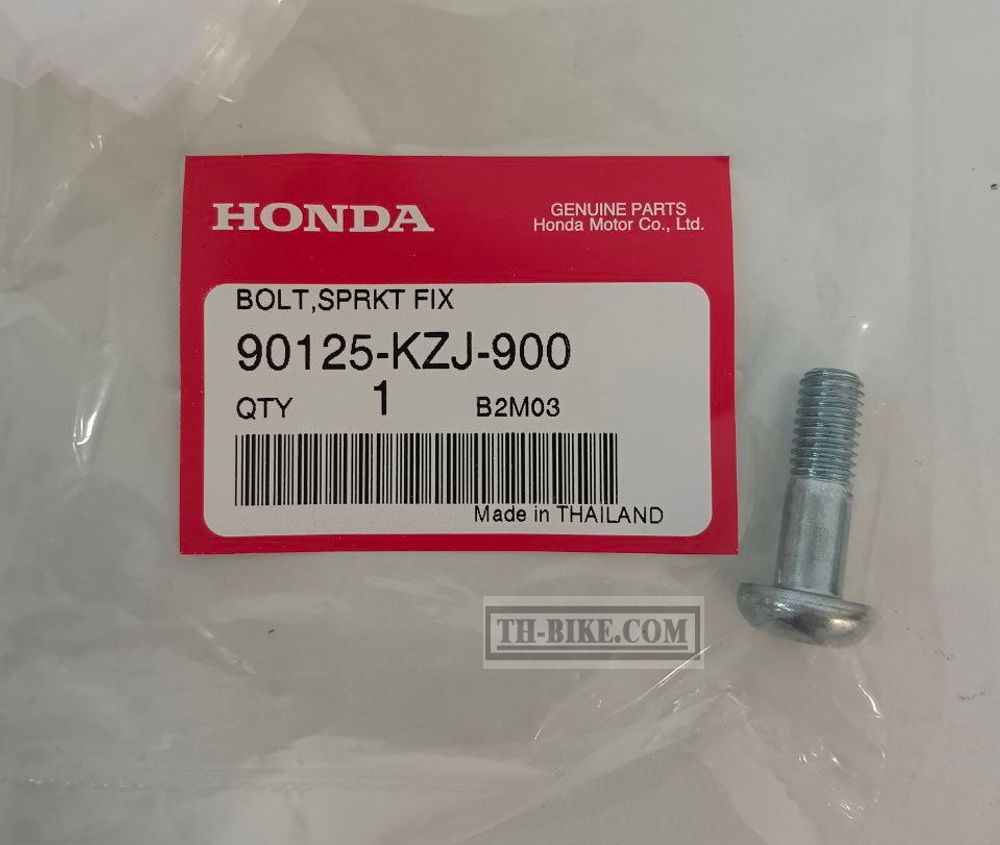 HONDA
GENUINE PARTS
Honda Motor Co., Ltd.
BOLT,SPRKT FIX
90125-KZJ-900
QTY 1 B2M03
Made in THAILAND
TH-BIKE.COM